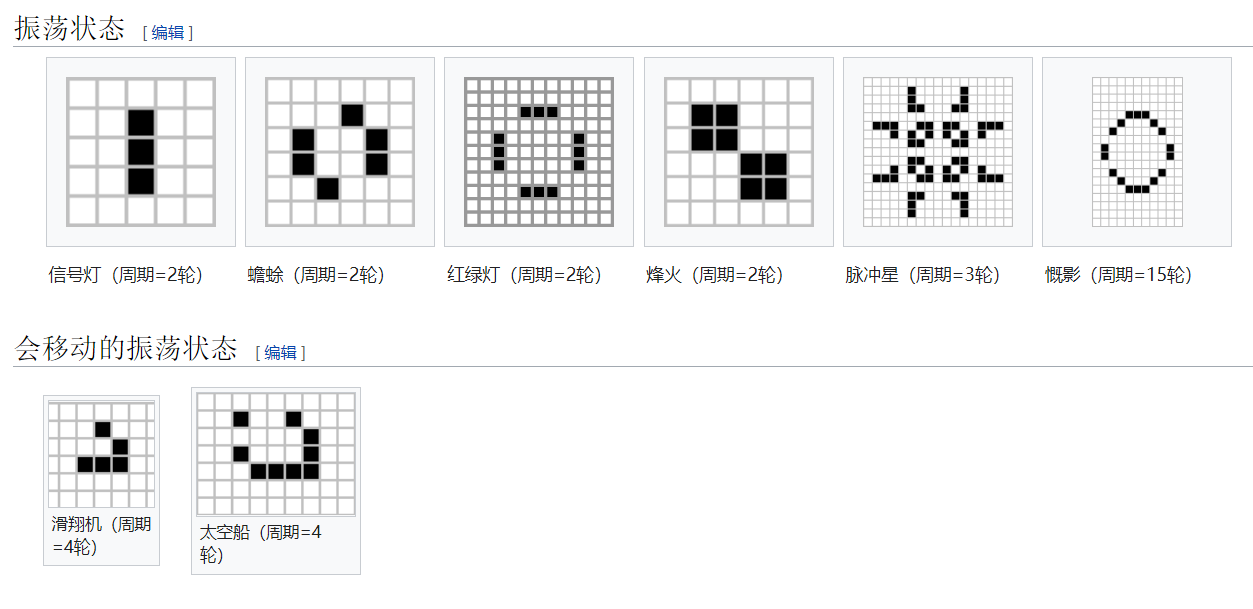 振荡状态 [ 编辑 ]
信号灯（周期=2轮） 蟾蜍（周期=2轮） 红绿灯（周期=2轮） 烽火（周期=2轮） 脉冲星（周期=3轮） 慨影（周期=15轮）
会移动的振荡状态 [ 编辑 ]
滑翔机（周期
=4轮）
太空船（周期=4
轮）